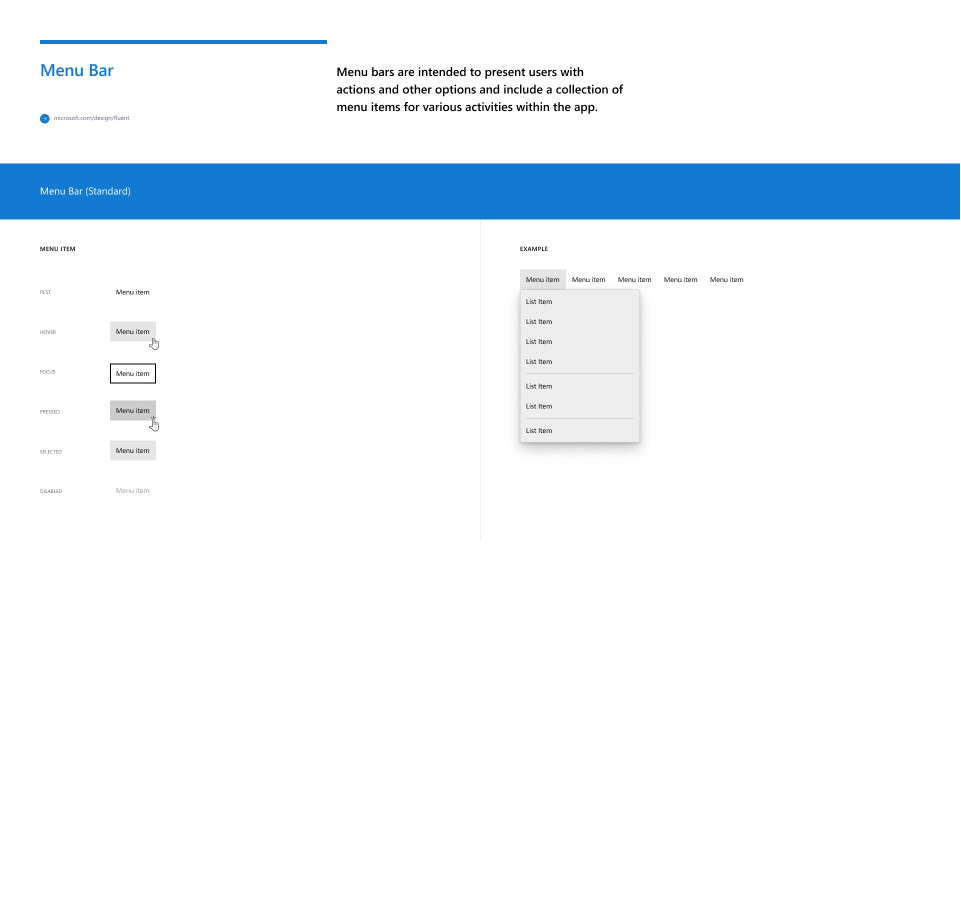 Menu Bar
Menu bars are intended to present users with
actions and other options and include a collection of
menu items for various activities within the app.
microsoft.com/design/fluent
Menu Bar (Standard)
MENU ITEM
REST
Menu item
HOVER
Menu item
FOCUS
Menu item
PRESSED
Menu item
SELECTED
Menu item
DISABLED
Menu item
EXAMPLE
Menu item Menu item Menu item Menu item Menu item
List Item
List Item
List Item
List Item
List Item
List Item
List Item